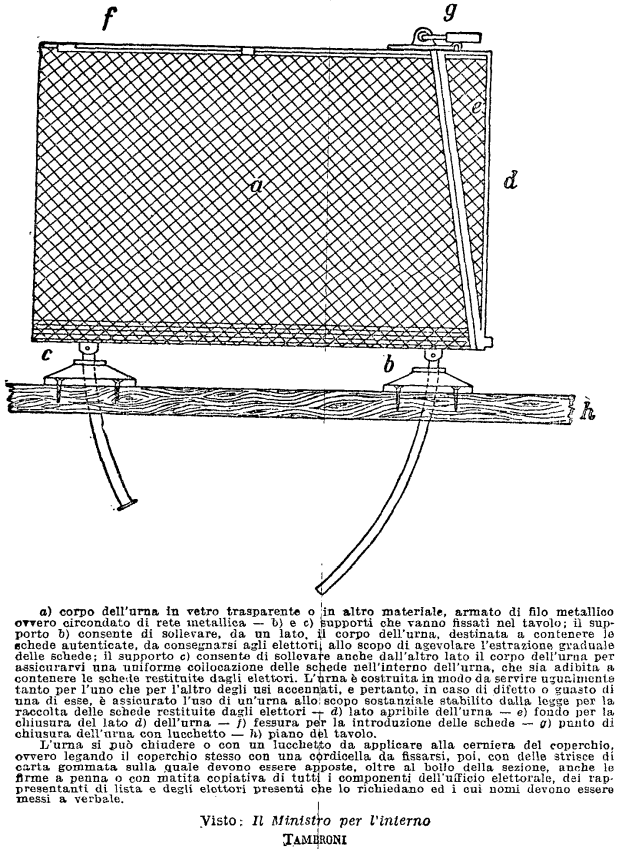 f
g
e
a
d
c
b
h
a) corpo dell'urna in vetro trasparente o in altro materiale, armato di filo metallico
ovvero circondato di rete metallica — b) e c) supporti che vanno fissati nel tavolo; il sup-
porto b) consente di sollevare, da un lato, il corpo dell'urna, destinata a contenere le
schede autenticate, da consegnarsi agli elettori, allo scopo di agevolare l'estrazione graduale
delle schede; il supporto c) consente di sollevare anche dall'altro lato il corpo dell'urna per
assicurarvi una uniforme collocazione delle schede nell'interno dell'urna, che sia adibita a
contenere le schede restituite dagli elettori. L'urna è costruita in modo da servire ugualmente
tanto per l'uno che per l'altro degli usi accennati, e pertanto, in caso di difetto o guasto di
una di esse, è assicurato l'uso di un'urna allo scopo sostanziale stabilito dalla legge per la
raccolta delle schede restituite dagli elettori — d) lato apribile dell'urna — e) fondo per la
chiusura del lato d) dell'urna — f) fessura per la introduzione delle schede — g) punto di
chiusura dell'urna con lucchetto — h) piano del tavolo.
L'urna si può chiudere o con un lucchetto da applicare alla cerniera del coperchio,
ovvero legando il coperchio stesso con una cordicella da fissarsi, poi, con delle strisce di
carta gommata sulla quale devono essere apposte, oltre al bollo della sezione, anche le
firme a penna o con matita copiativa di tutti i componenti dell'ufficio elettorale, dei rap-
presentanti di lista e degli elettori presenti che lo richiedano ed i cui nomi devono essere
messi a verbale.
Visto: Il Ministro per l'interno
TAMBRONI